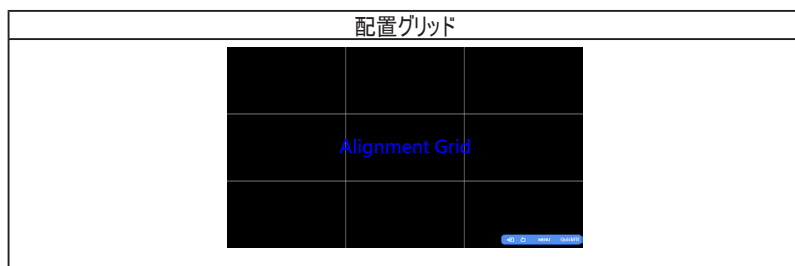 配置グリッド
Alignment Grid
MENU QuickFit